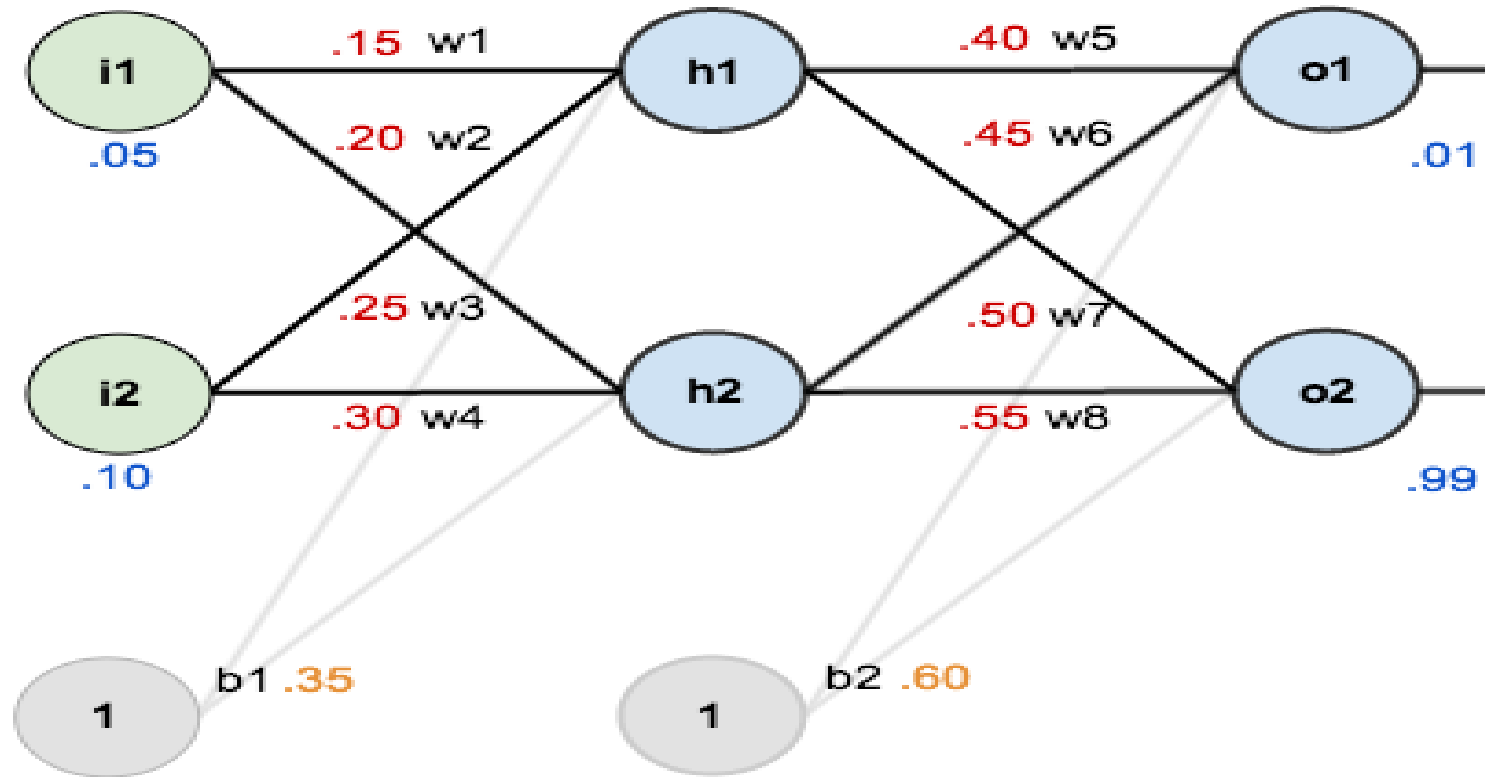 .15 w1
.40 w5
i1
h1
o1
.20 w2
.45 w6
.05
.01
.25 w3
.50 w7
i2
h2
o2
.30 w4
.55 w8
.10
.99
b1 .35
b2 .60
1
1